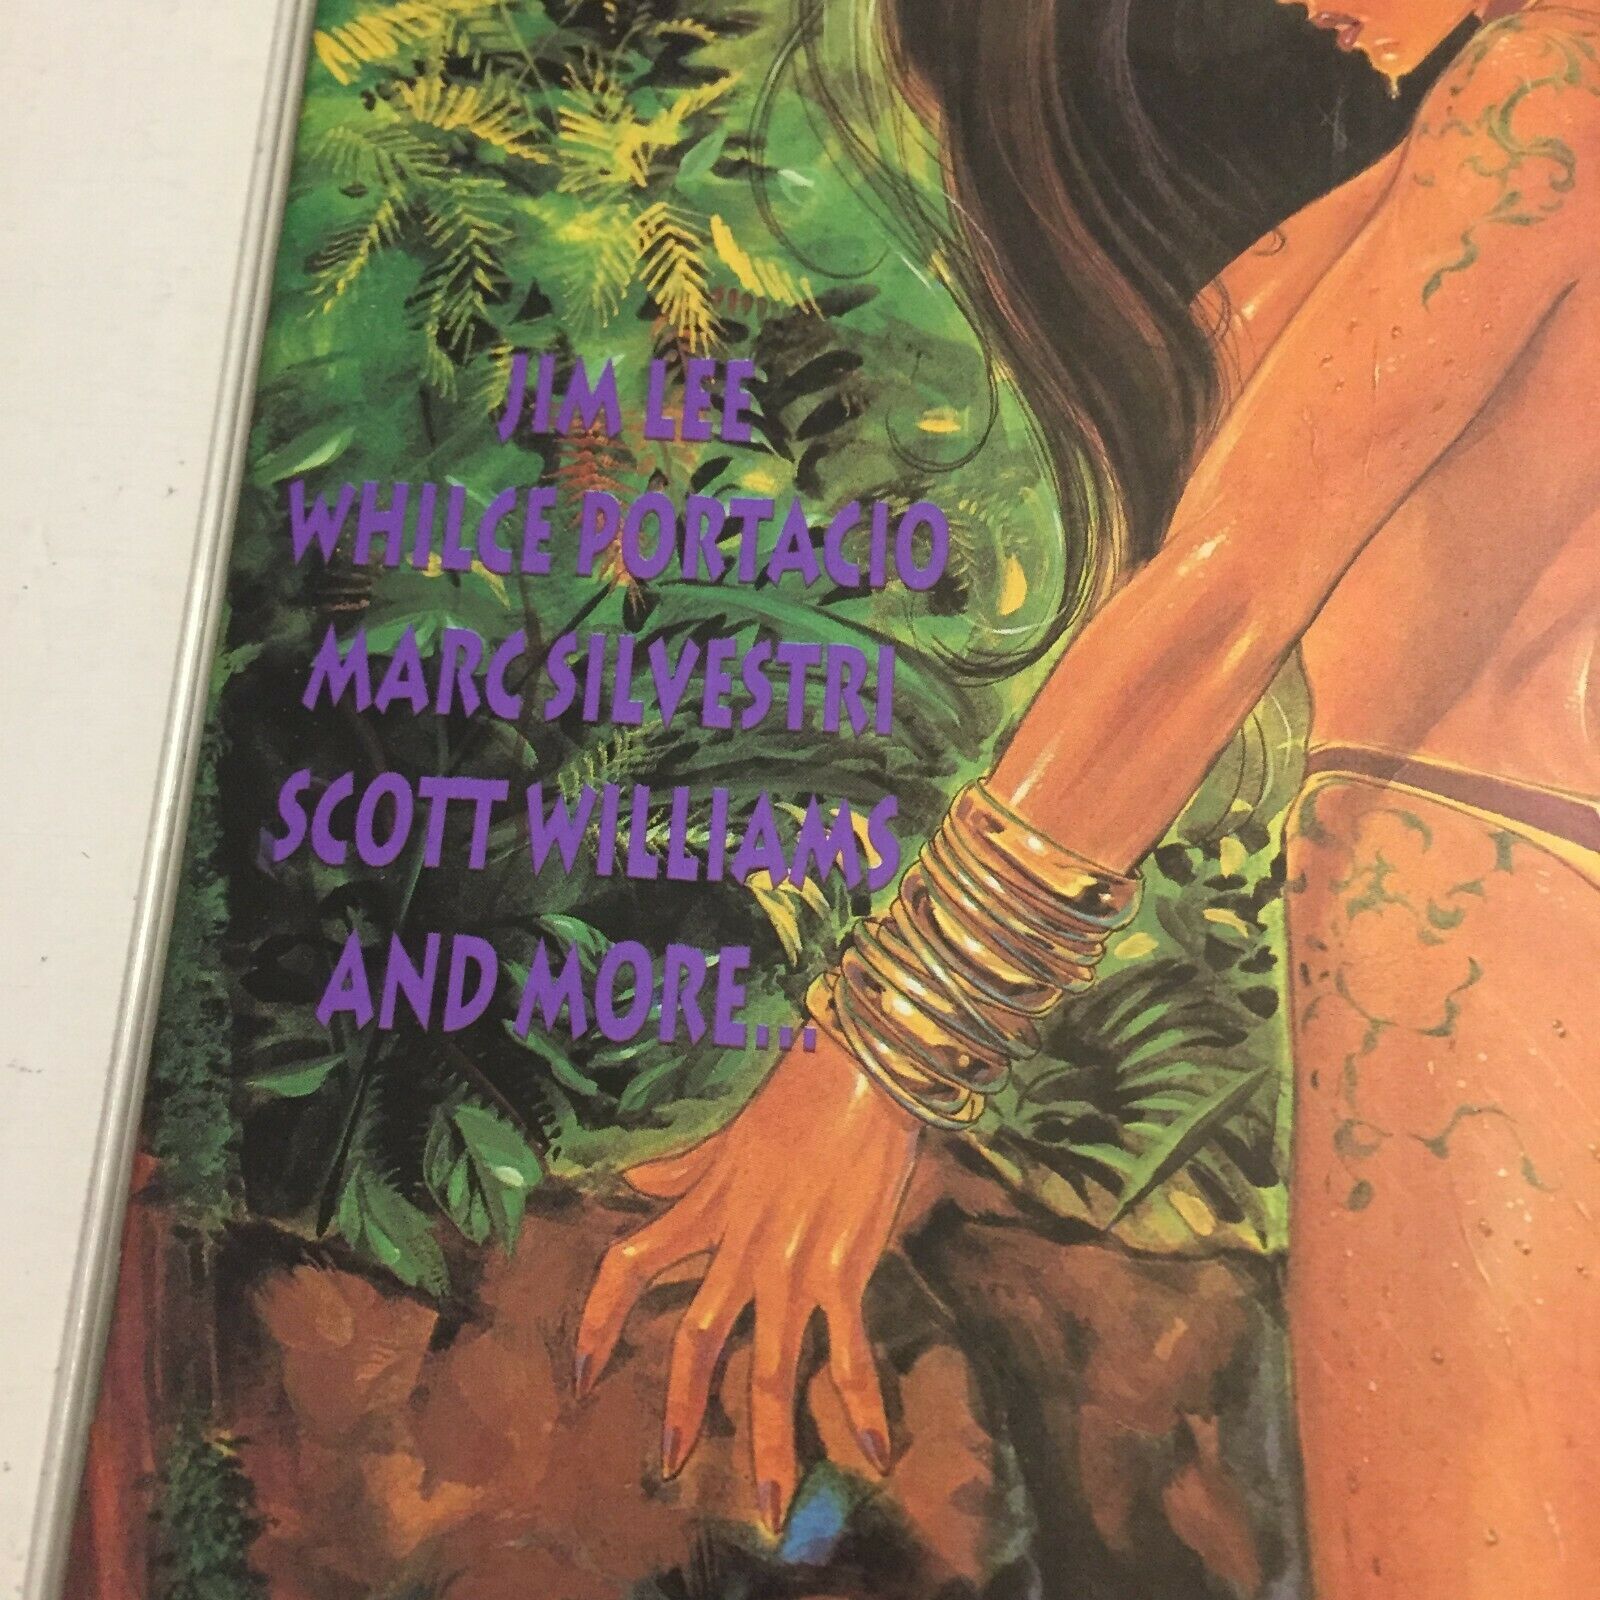 JIM LEE
WHILCE PORTACIO
MARC SILVESTRI
SCOTT WILLIAMS
AND MORE...